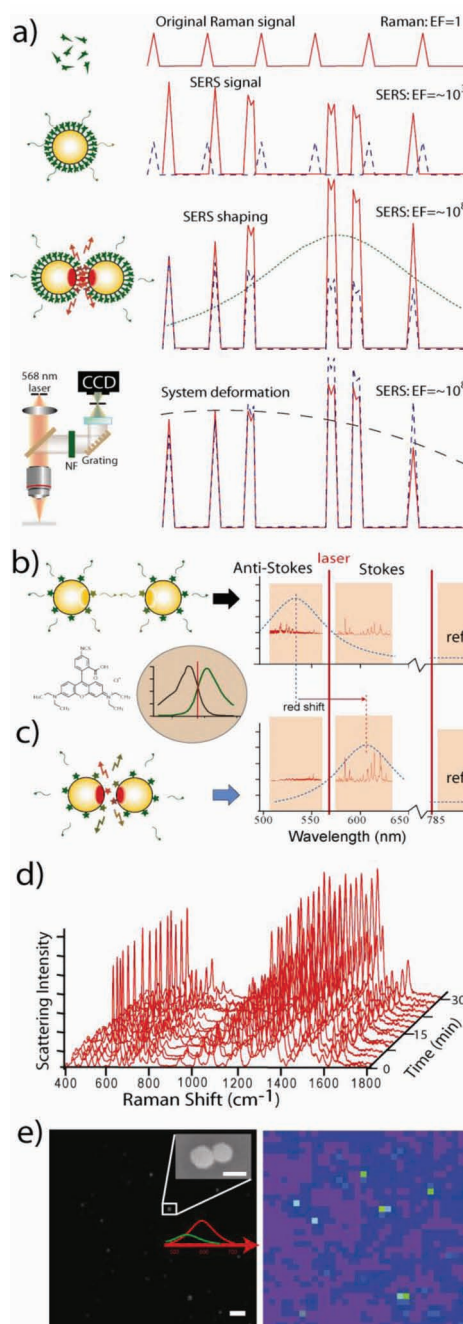 a)
Original Raman signal
Raman: EF=1
SERS signal
SERS: EF=~10
SERS shaping
SERS: EF=~10
568 nm
laser
CCD
NF
Grating
System deformation
SERS: EF=~10
b)
Anti-Stokes
laser
Stokes
ref
NCS
OH
red shift
c)
ref
500
550
600
650
785
Wavelength (nm)
d)
Scattering Intensity
400
600
800
1000
1200
1400
1600
1800
Raman Shift (cm-1)
0
15
30
Time (min)
e)